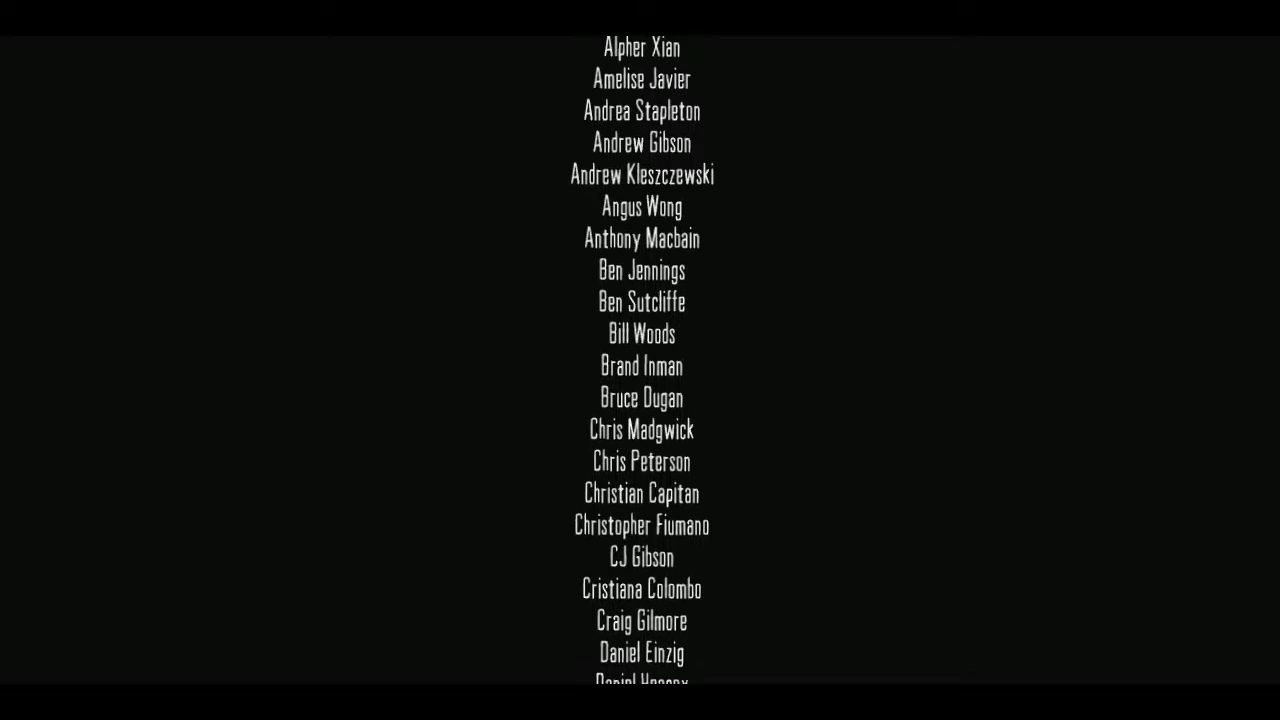 Alpher Xian
Amelise Javier
Andrea Stapleton
Andrew Gibson
Andrew Kleszczewski
Angus Wong
Anthony Macbain
Ben Jennings
Ben Sutcliffe
Bill Woods
Brand Inman
Bruce Dugan
Chris Madgwick
Chris Peterson
Christian Capitan
Christopher Fiumano
CJ Gibson
Cristiana Colombo
Craig Gilmore
Daniel Einzig
Daniel